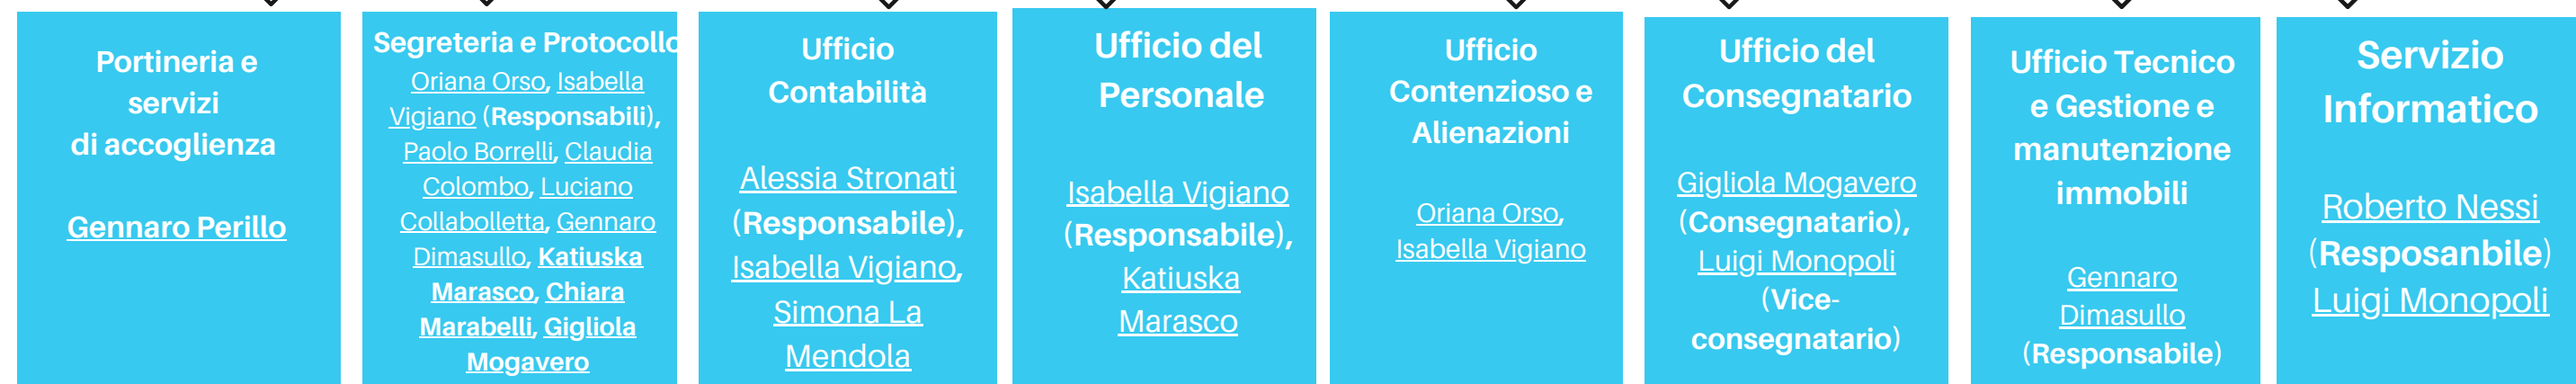 Portineria e
servizi
di accoglienza
Gennaro Perillo
Segreteria e Protocollo
Oriana Orso, Isabella
Vigiano (Responsabili),
Paolo Borrelli, Claudia
Colombo, Luciano
Collabolletta, Gennaro
Dimasullo, Katiuska
Marasco, Chiara
Marabelli, Gigliola
Mogavero
Ufficio
Contabilità
Alessia Stronati
(Responsabile),
Isabella Vigiano,
Simona La
Mendola
Ufficio del
Personale
Isabella Vigiano
(Responsabile),
Katiuska
Marasco
Ufficio
Contenzioso e
Alienazioni
Oriana Orso,
Isabella Vigiano
Ufficio del
Consegnatario
Gigliola Mogavero
(Consegnatario),
Luigi Monopoli
(Vice-
consegnatario)
Ufficio Tecnico
e Gestione e
manutenzione
immobili
Gennaro
Dimasullo
(Responsabile)
Servizio
Informatico
Roberto Nessi
(Resposanbile)
Luigi Monopoli